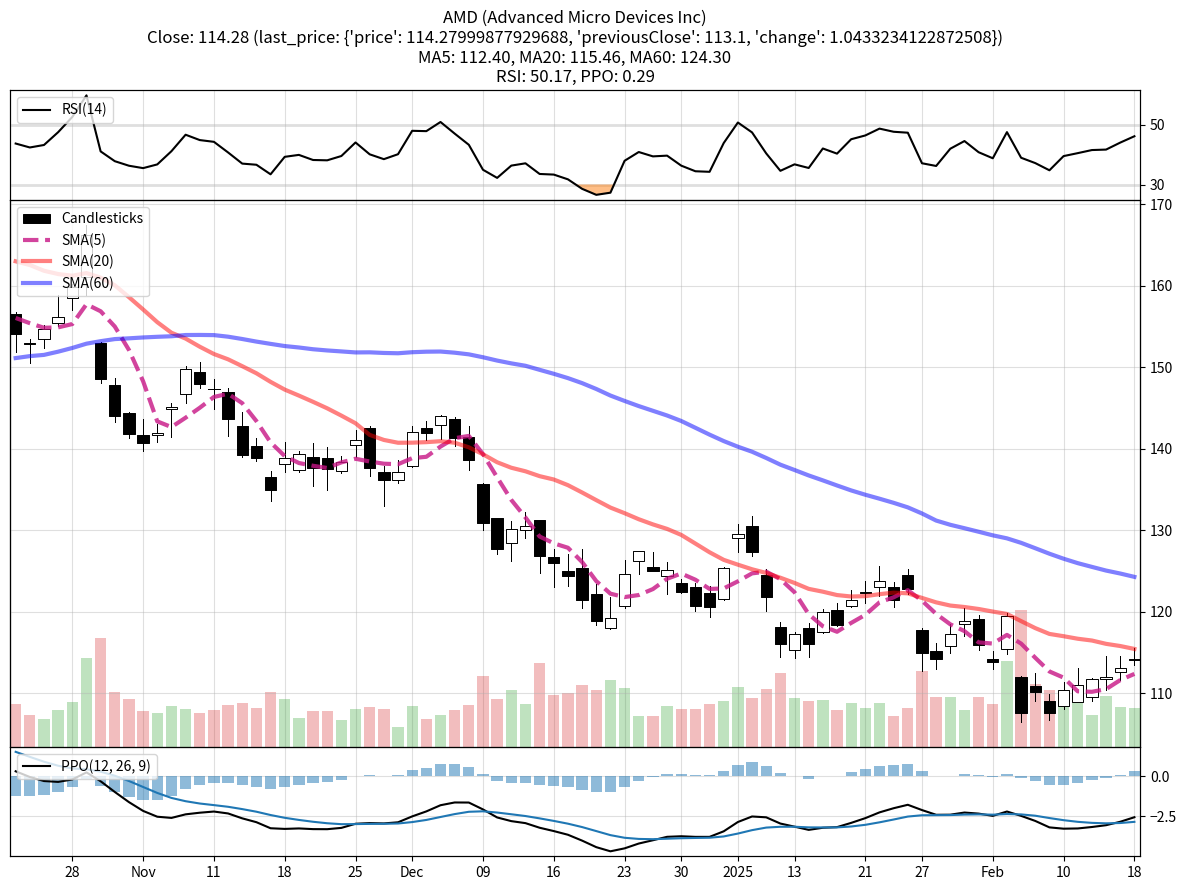 AMD (Advanced Micro Devices Inc)
Close: 114.28 (last_price: {'price': 114.27999877929688, 'previousClose': 113.1, 'change': 1.0433234122872508})
MA5: 112.40, MA20: 115.46, MA60: 124.30
RSI: 50.17, PPO: 0.29
RSI(14)
50
30
Candlesticks
SMA(5)
SMA(20)
SMA(60)
170
160
150
140
130
120
110
PPO(12, 26, 9)
0.0
−2.5
28 Nov 11 18 25 Dec 09 16 23 30 2025 13 21 27 Feb 10 18